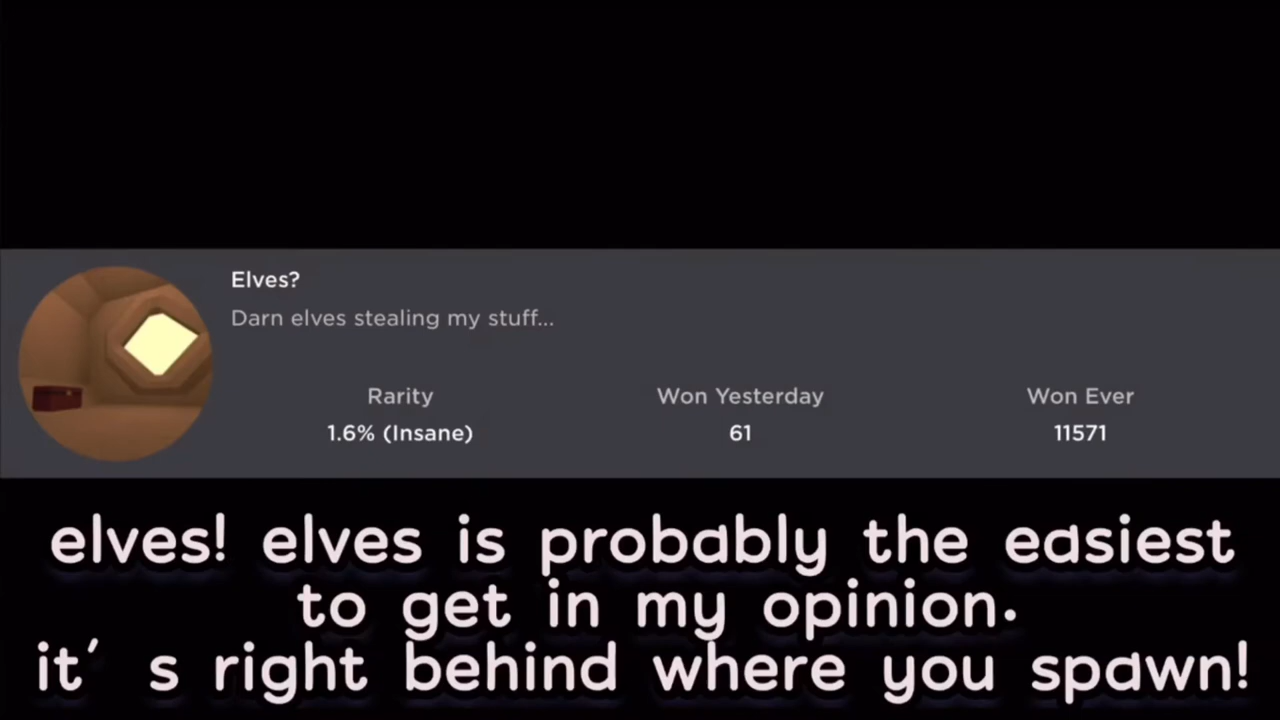 Elves?
Darn elves stealing my stuff...
Rarity Won Yesterday Won Ever
1.6% (Insane) 61 11571
elves! elves is probably the easiest
to get in my opinion.
it's right behind where you spawn!